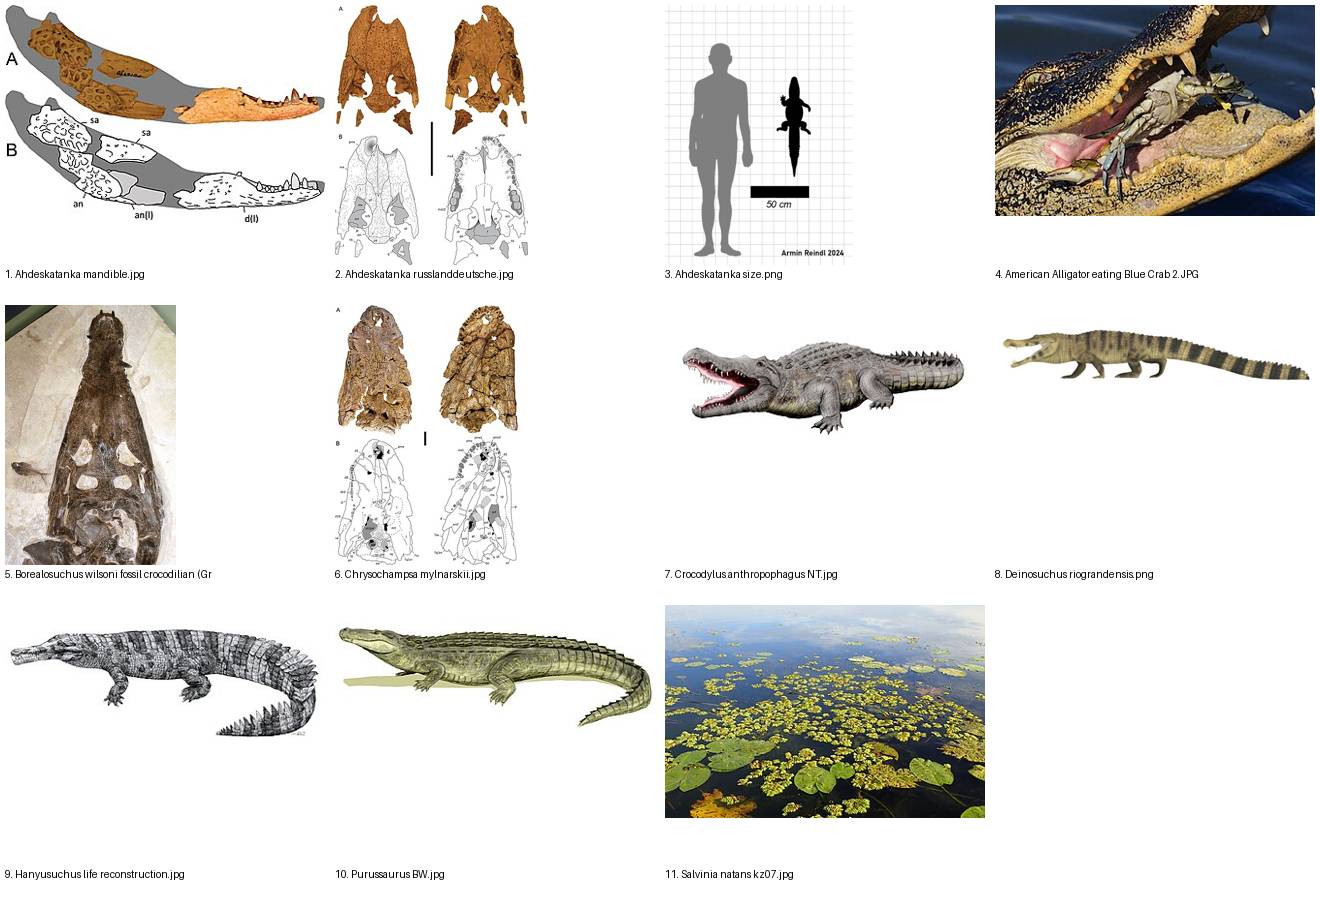 A
B
sa
sa
an
an(l)
d(l)
1. Ahdeskatanka mandible.jpg
A
B
2. Ahdeskatanka russlanddeutsche.jpg
50 cm
Armin Reindl 2024
3. Ahdeskatanka size.png
4. American Alligator eating Blue Crab 2.JPG
5. Borealosuchus wilsoni fossil crocodilian (Gr
A
B
6. Chrysochampsa mylnarskii.jpg
7. Crocodylus anthropophagus NT.jpg
8. Deinosuchus riograndensis.png
9. Hanyusuchus life reconstruction.jpg
10. Purussaurus BW.jpg
11. Salvinia natans kz07.jpg